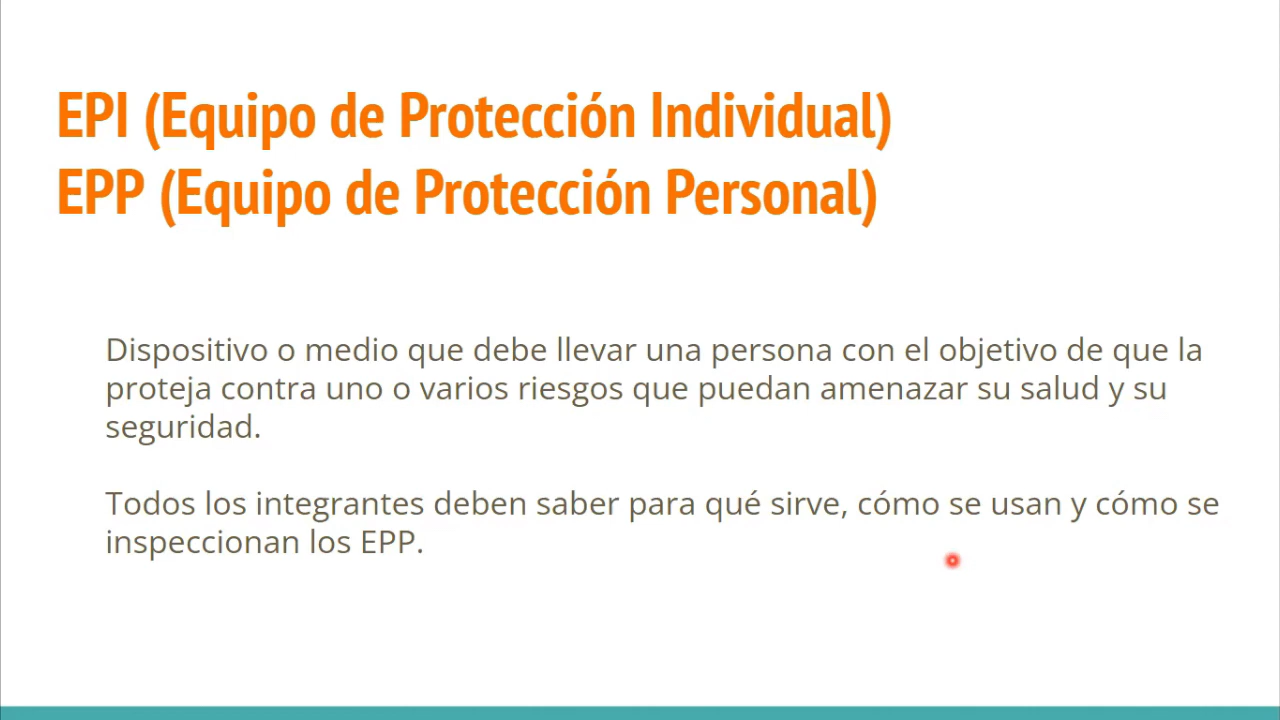 EPI (Equipo de Protección Individual)
EPP (Equipo de Protección Personal)
Dispositivo o medio que debe llevar una persona con el objetivo de que la
proteja contra uno o varios riesgos que puedan amenazar su salud y su
seguridad.
Todos los integrantes deben saber para qué sirve, cómo se usan y cómo se
inspeccionan los EPP.